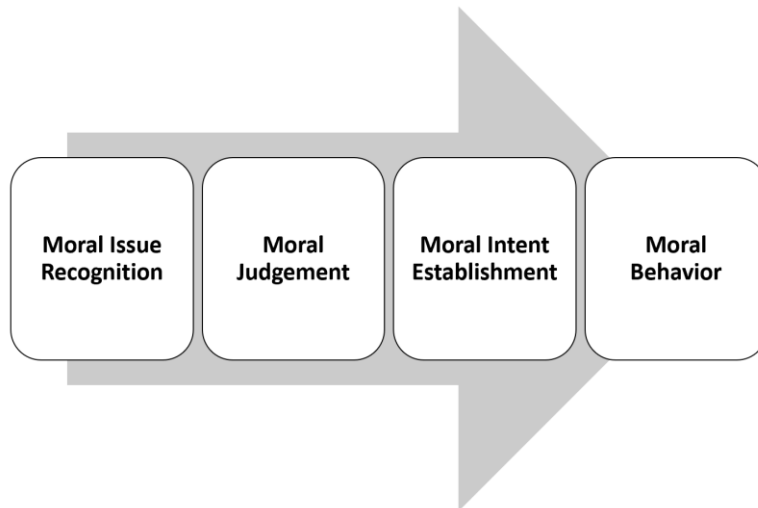 Moral Issue
Recognition
Moral
Judgement
Moral Intent
Establishment
Moral
Behavior